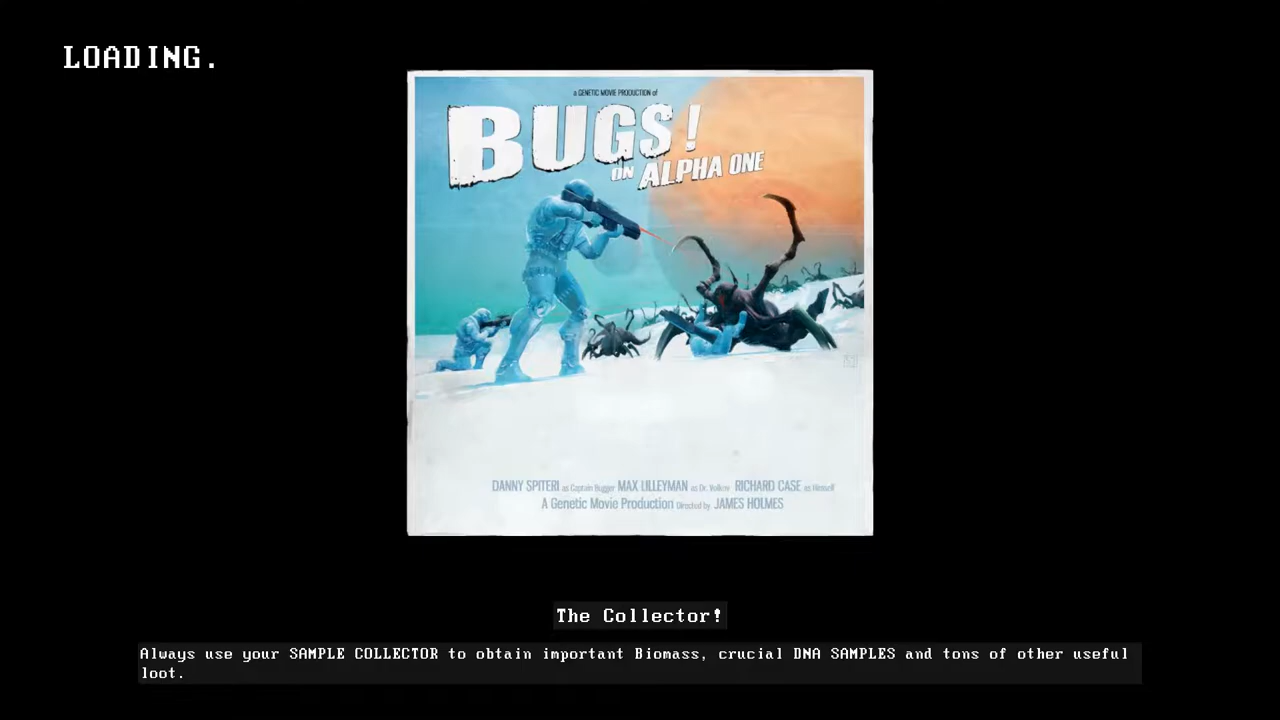 LOADING.
a GENETIC MOVIE PRODUCTION of
BUGS!
ON ALPHA ONE
DANNY SPITERI as Captain Bugger MAX LILLEYMAN as Dr. Vulkov RICHARD CASE as Himself
A Genetic Movie Production Directed by JAMES HOLMES
The Collector!
Always use your SAMPLE COLLECTOR to obtain important Biomass, crucial DNA SAMPLES and tons of other useful
loot.